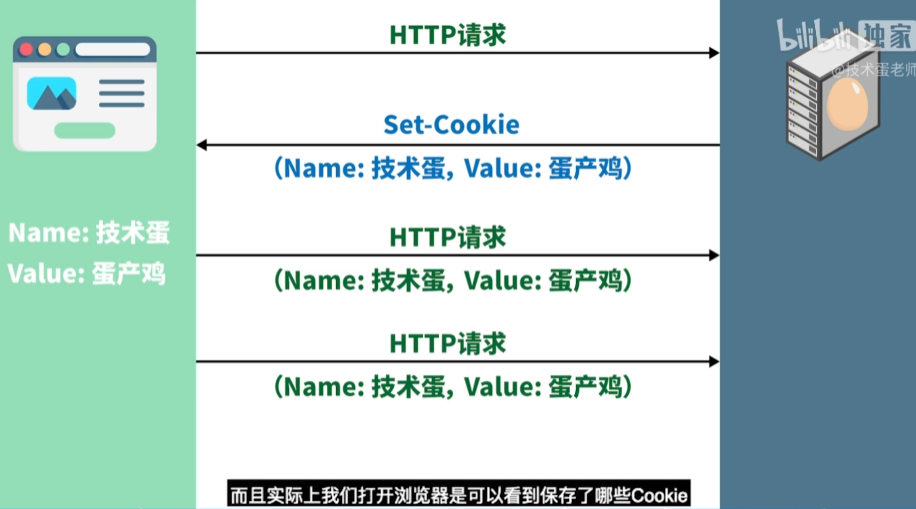 HTTP请求
bilibili 独家
@技术蛋老师
Set-Cookie
（Name: 技术蛋, Value: 蛋产鸡）
Name: 技术蛋
Value: 蛋产鸡
HTTP请求
（Name: 技术蛋, Value: 蛋产鸡）
HTTP请求
（Name: 技术蛋, Value: 蛋产鸡）
而且实际上我们打开浏览器是可以看到保存了哪些Cookie